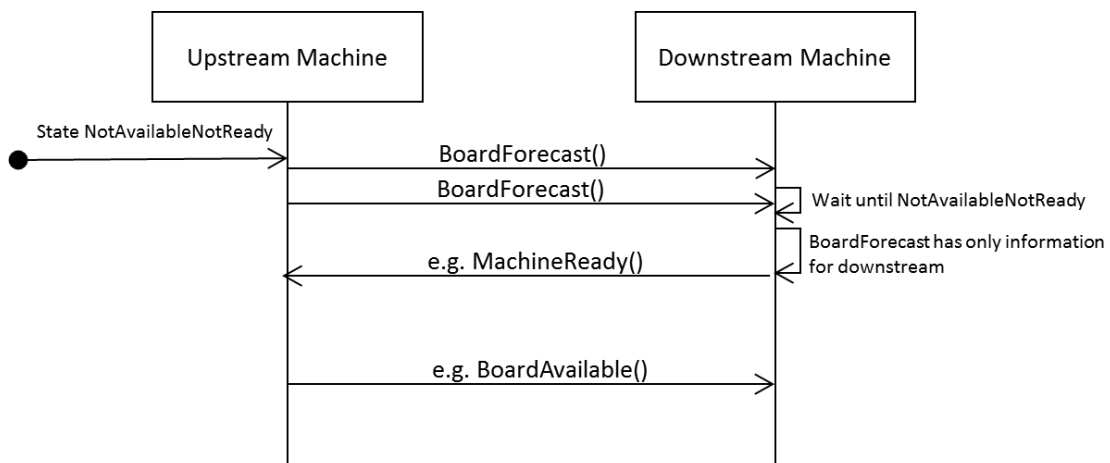 Upstream Machine
Downstream Machine
State NotAvailableNotReady
BoardForecast()
BoardForecast()
Wait until NotAvailableNotReady
BoardForecast has only information
for downstream
e.g. MachineReady()
e.g. BoardAvailable()